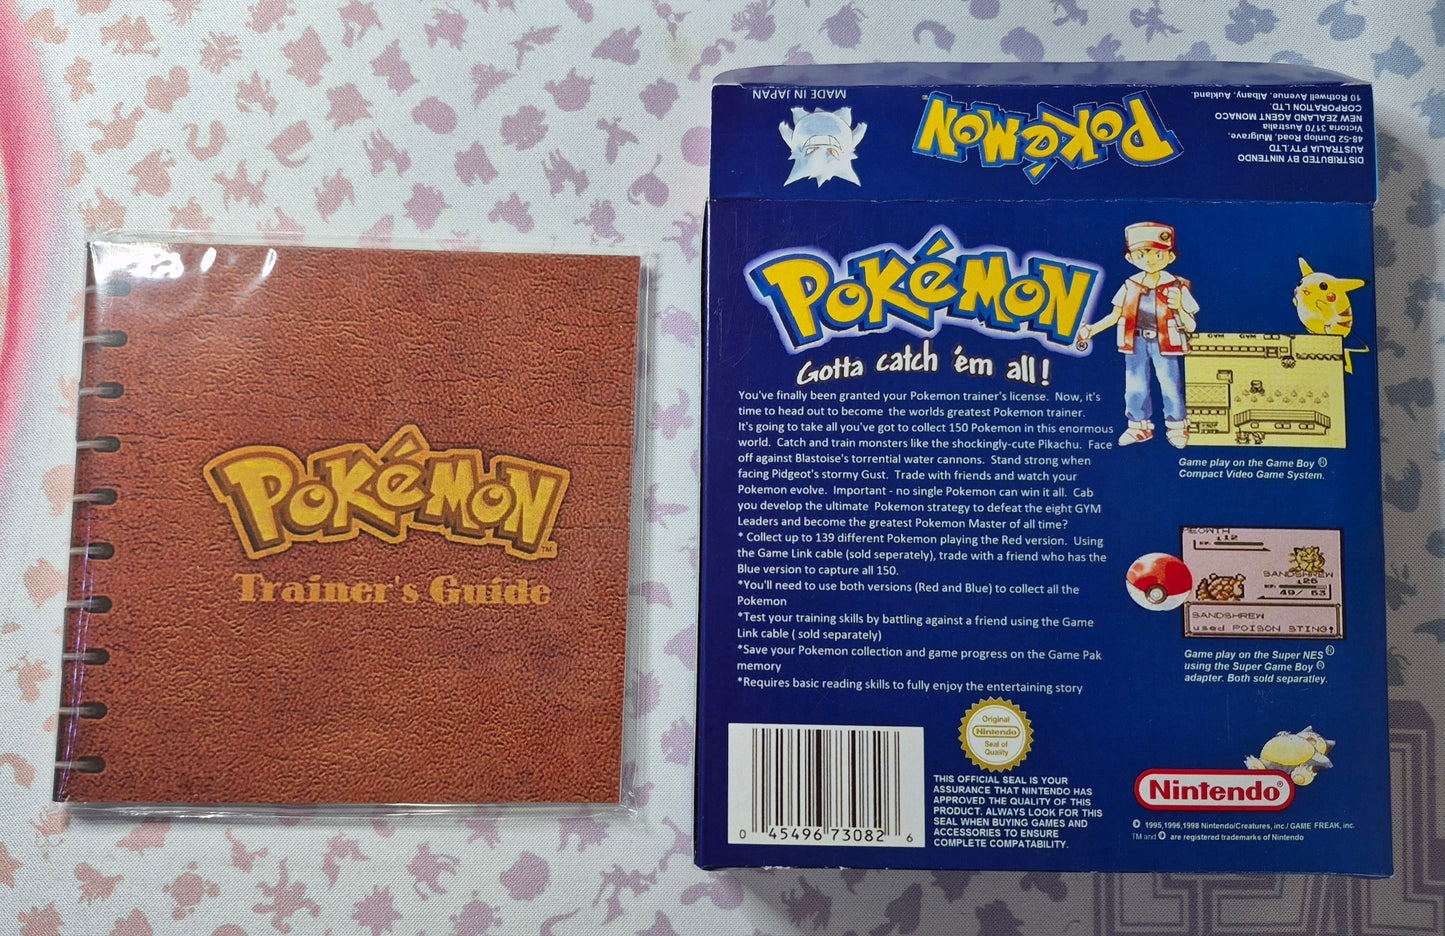 POKéMON
TM
Trainer's Guide
MADE IN JAPAN
POKéMON
DISTRIBUTED BY NINTENDO
AUSTRALIA PTY.LTD
48-52 Dunlop Road, Mulgrave,
Victoria 3170 Australia
NEW ZEALAND AGENT MONACO
CORPORATION LTD.
10 Rothwell Avenue, Albany, Aukland.
POKéMON
®
Gotta catch 'em all!
You've finally been granted your Pokemon trainer's license. Now, it's
time to head out to become the worlds greatest Pokemon trainer.
It's going to take all you've got to collect 150 Pokemon in this enormous
world. Catch and train monsters like the shockingly-cute Pikachu. Face
off against Blastoise's torrential water cannons. Stand strong when
facing Pidgeot's stormy Gust. Trade with friends and watch your
Pokemon evolve. Important - no single Pokemon can win it all. Cab
you develop the ultimate Pokemon strategy to defeat the eight GYM
Leaders and become the greatest Pokemon Master of all time?
* Collect up to 139 different Pokemon playing the Red version. Using
the Game Link cable (sold seperately), trade with a friend who has the
Blue version to capture all 150.
*You'll need to use both versions (Red and Blue) to collect all the
Pokemon
*Test your training skills by battling against a friend using the Game
Link cable ( sold separately)
*Save your Pokemon collection and game progress on the Game Pak
memory
*Requires basic reading skills to fully enjoy the entertaining story
GYM GYM
Game play on the Game Boy ®
Compact Video Game System.
MEOWTH
:L12
HP:
SANDSHREW
:L26
HP:
49/ 63
SANDSHREW
used POISON STING!
Game play on the Super NES ®
using the Super Game Boy ®
adapter. Both sold separatley.
0 45496 73082 6
Original
Nintendo
Seal of
Quality
THIS OFFICIAL SEAL IS YOUR
ASSURANCE THAT NINTENDO HAS
APPROVED THE QUALITY OF THIS
PRODUCT. ALWAYS LOOK FOR THIS
SEAL WHEN BUYING GAMES AND
ACCESSORIES TO ENSURE
COMPLETE COMPATABILITY.
Nintendo®
© 1995,1996,1998 Nintendo/Creatures, inc./ GAME FREAK, inc.
TM and ® are registered trademarks of Nintendo